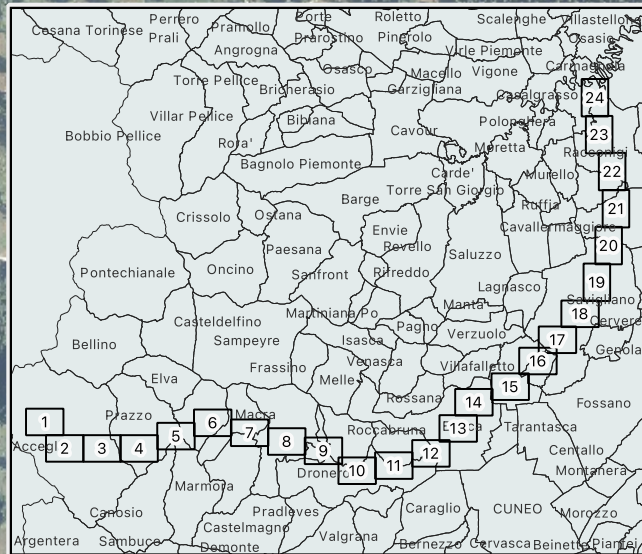 Cesana Torinese
Perrero
Prali
Pramollo
Porte
Roletto
Scalenghe
Villastellone
Angrogna
Prarostino
Pinerolo
Virle Piemonte
Osasio
Torre Pellice
Osasco
Macello
Vigone
Carmagnola
Bricherasio
Garzigliana
Casalgrasso
24
Villar Pellice
Bibiana
Cavour
Polonghera
23
Bobbio Pellice
Rora'
Moretta
Racconigi
Bagnolo Piemonte
Carde'
Murello
22
Torre San Giorgio
Barge
Ruffia
21
Crissolo
Ostana
Envie
Cavallermaggiore
Revello
20
Paesana
Saluzzo
Pontechianale
Oncino
Sanfront
Rifreddo
Lagnasco
19
Manta
Savigliano
Casteldelfino
Martiniana Po
18
Cervere
Pagno
Verzuolo
17
Bellino
Sampeyre
Isasca
Genola
Venasca
16
Frassino
Villafalletto
Elva
Melle
15
Rossana
14
Fossano
1
Prazzo
Macra
6
7
Roccabruna
13
Tarantasca
Accegl
2
3
4
5
8
9
12
Centallo
Dronero
10
11
Montanera
Marmora
Canosio
Pradleves
Caraglio
CUNEO
Morozzo
Castelmagno
Argentera
Sambuco
Demonte
Valgrana
Bernezzo
Cervasca
Beinette
Pianfei